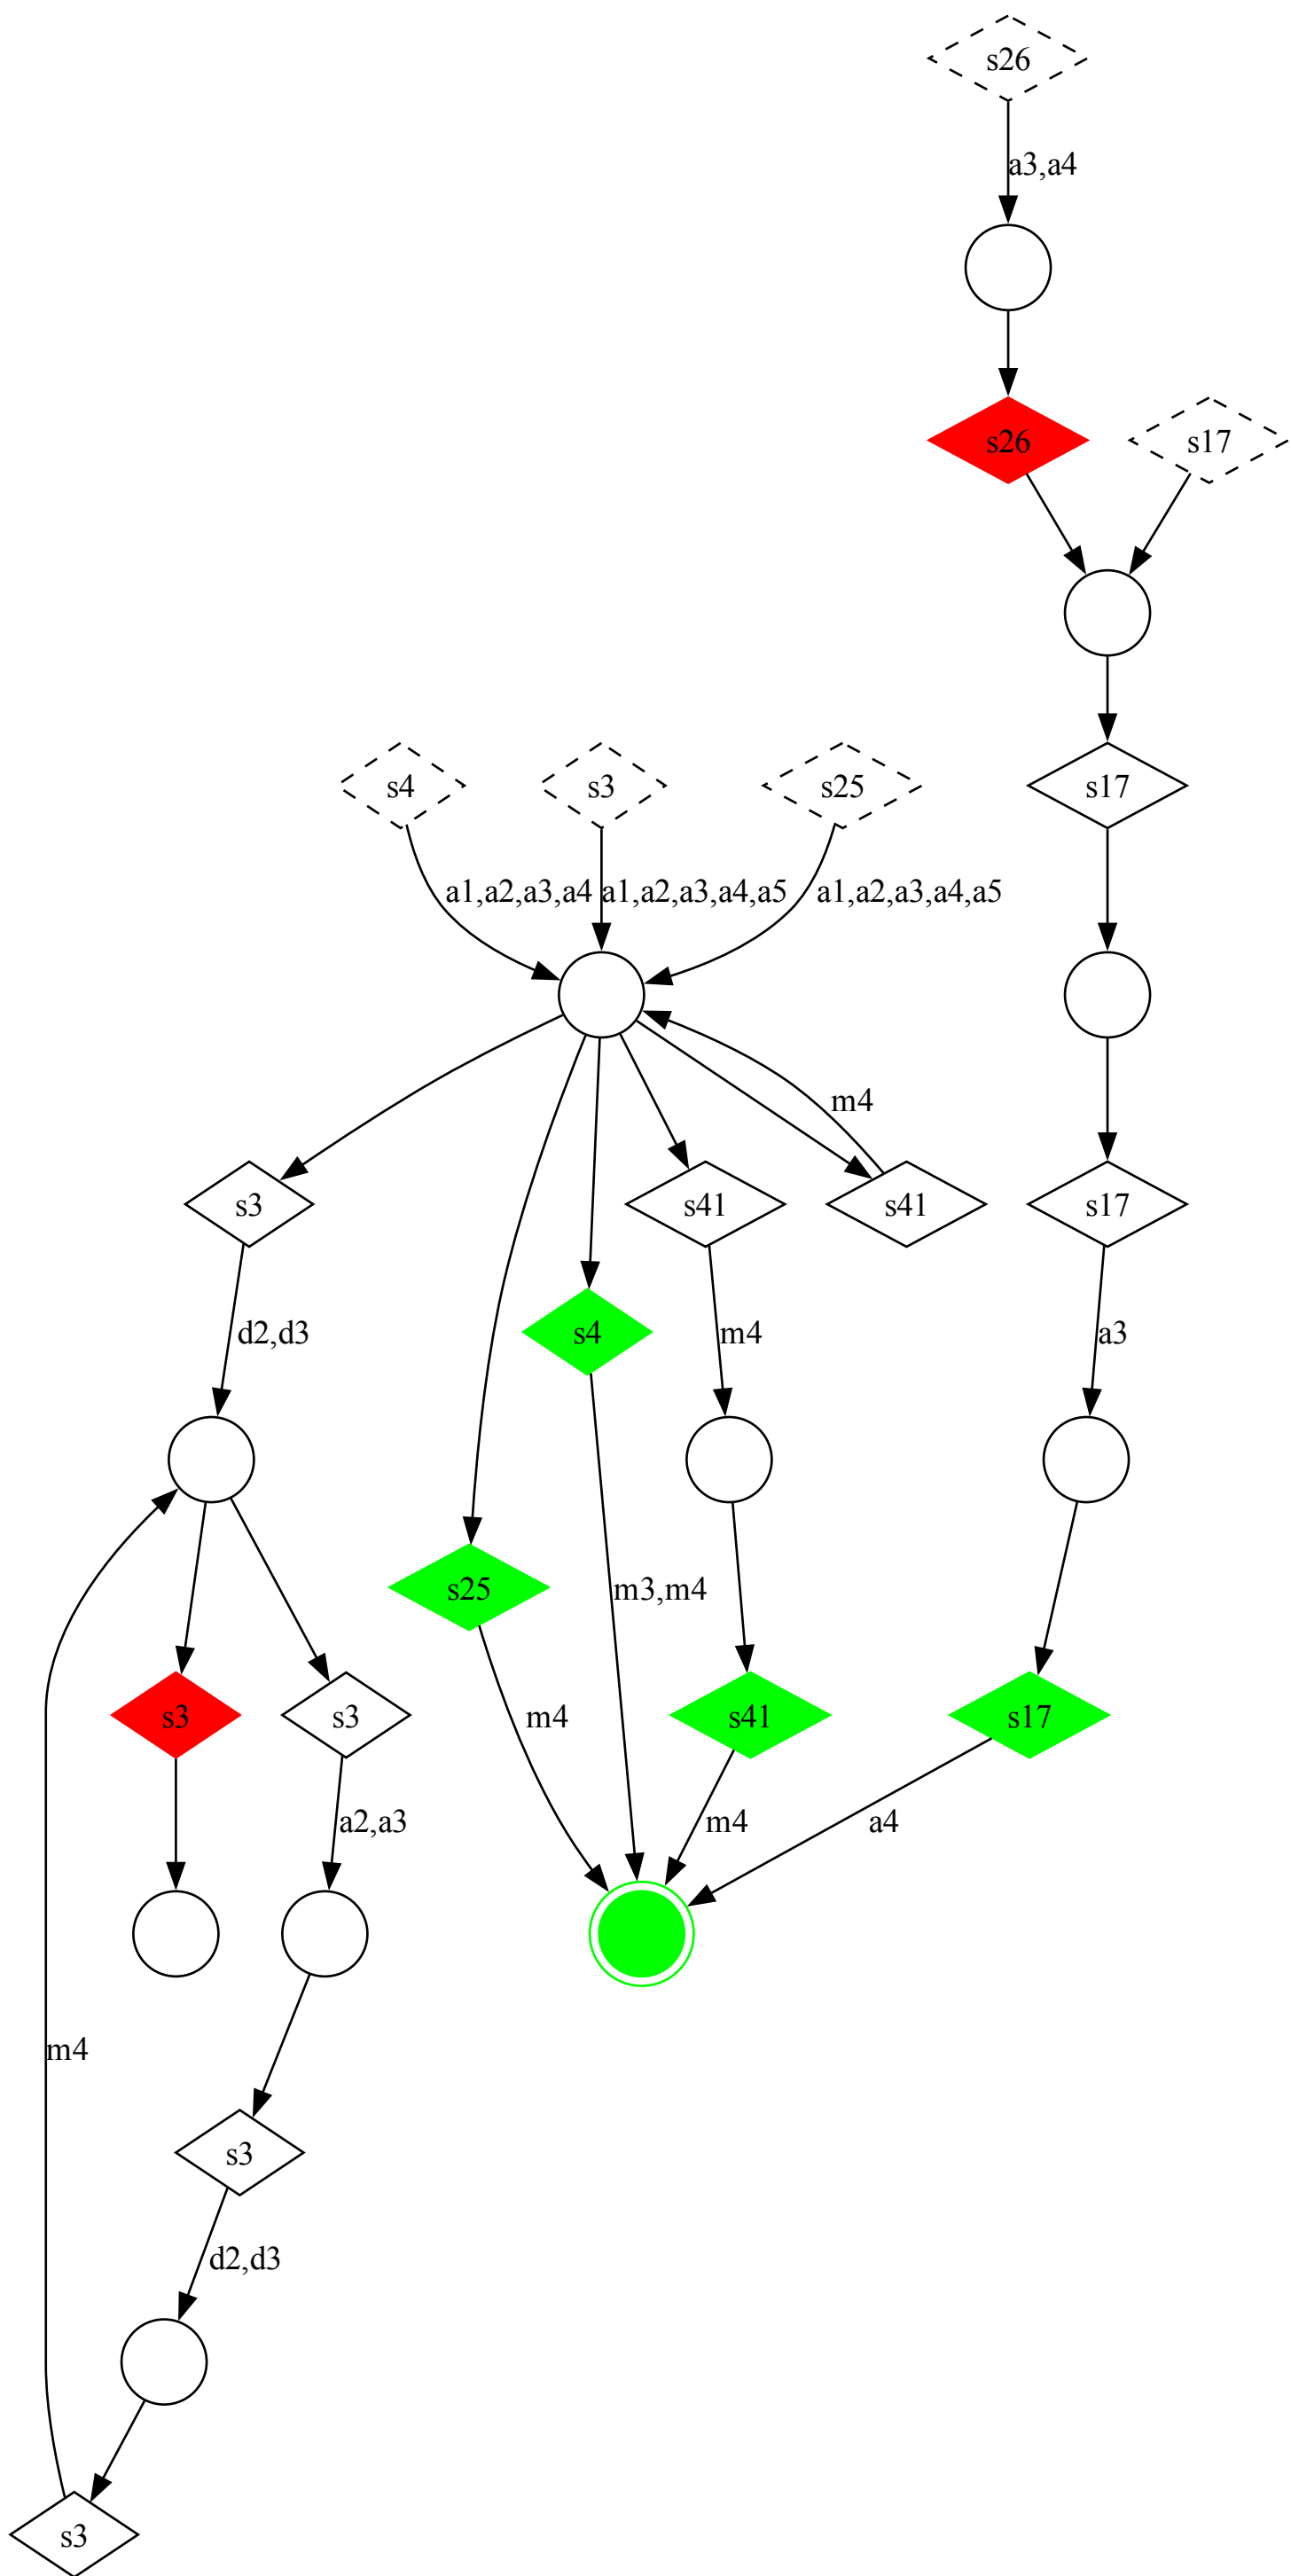 s26
a3,a4
s26 s17
s4 s3 s25 s17
a1,a2,a3,a4 a1,a2,a3,a4,a5 a1,a2,a3,a4,a5
m4
s3 s41 s41 s17
d2,d3 s4 m4 a3
s25 m3,m4
s3 s3 m4 s41 s17
a2,a3 m4 a4
m4
s3
d2,d3
s3